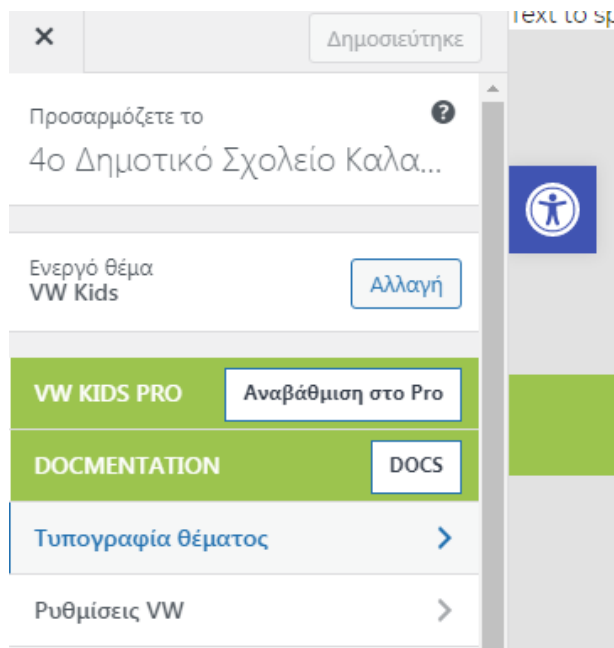 Text to sp
Δημοσιεύτηκε
Προσαρμόζετε το
4ο Δημοτικό Σχολείο Καλα...
Ενεργό θέμα
VW Kids
Αλλαγή
VW KIDS PRO Αναβάθμιση στο Pro
DOCMENTATION DOCS
Τυπογραφία θέματος
Ρυθμίσεις VW